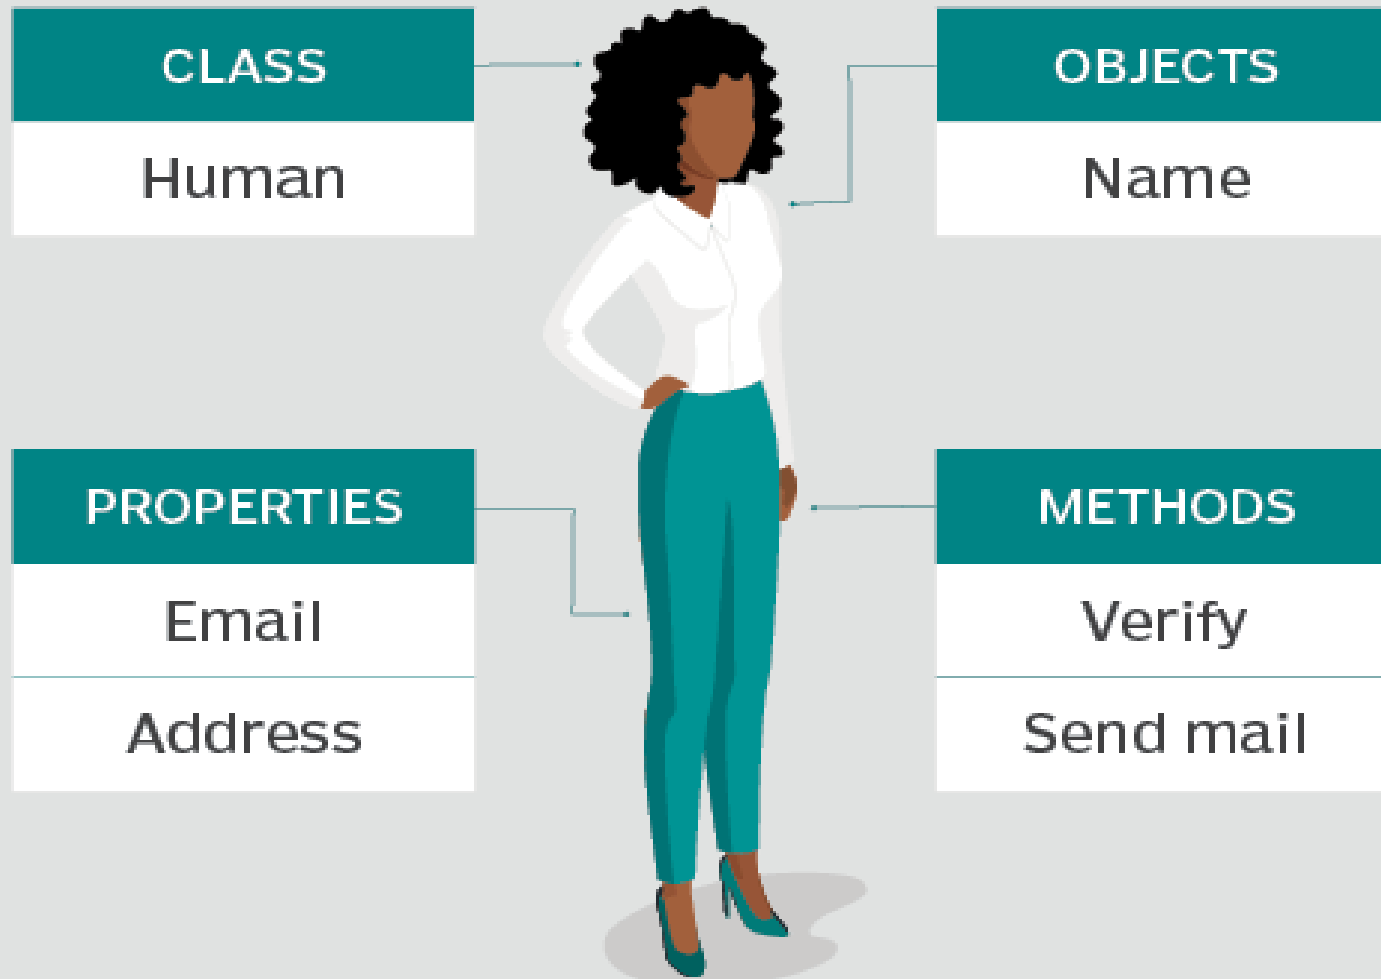 CLASS
Human
OBJECTS
Name
PROPERTIES
Email
Address
METHODS
Verify
Send mail